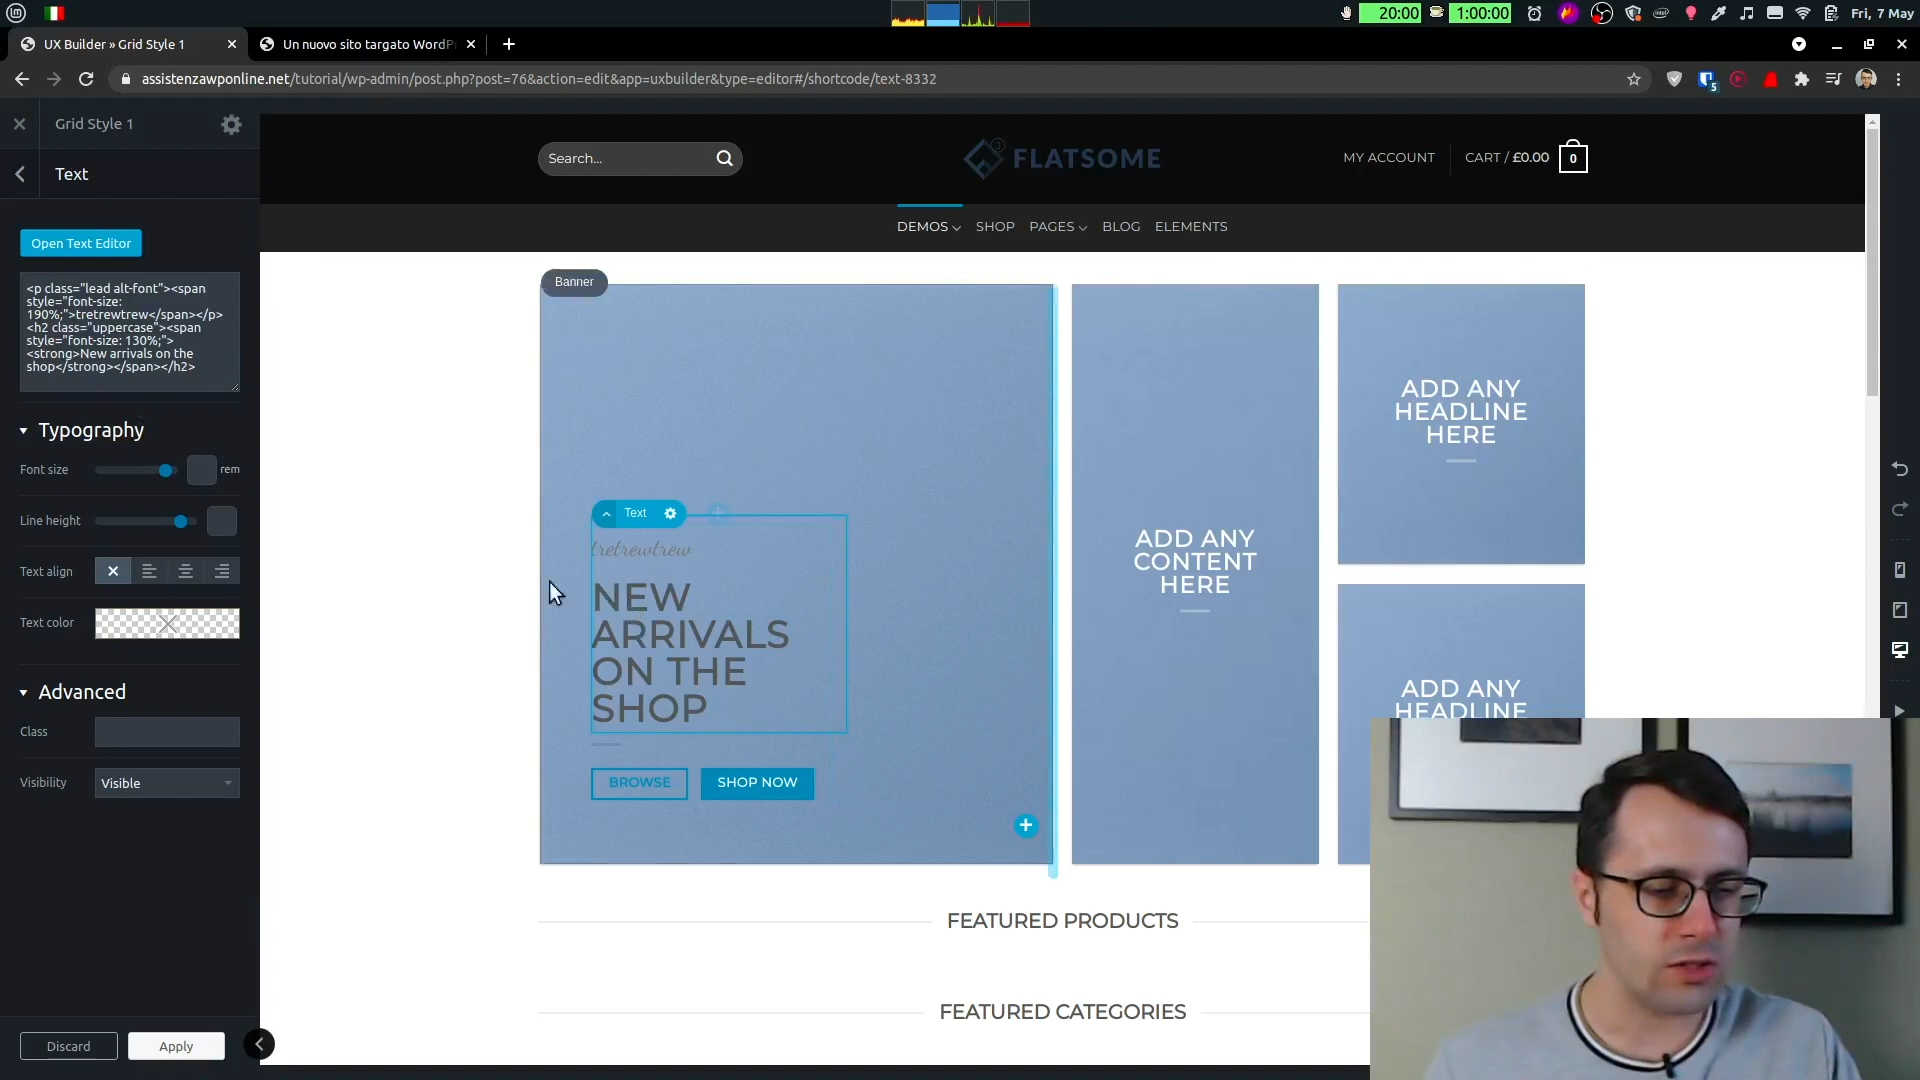 20:00
1:00:00
Fri, 7 May
UX Builder » Grid Style 1
Un nuovo sito targato WordPr
assistenzawponline.net/tutorial/wp-admin/post.php?post=76&action=edit&app=uxbuilder&type=editor#/shortcode/text-8332
5
Grid Style 1
Text
Open Text Editor
<p class="lead alt-font"><span
style="font-size:
190%;">tretrewtrew</span></p>
<h2 class="uppercase"><span
style="font-size: 130%;">
<strong>New arrivals on the
shop</strong></span></h2>
Typography
Font size
rem
Line height
Text align
Text color
Advanced
Class
Visibility
Visible
Discard
Apply
Search...
FLATSOME
3
MY ACCOUNT
CART / £0.00
0
DEMOS
SHOP
PAGES
BLOG
ELEMENTS
Banner
Text
tretrewtrew
NEW
ARRIVALS
ON THE
SHOP
BROWSE
SHOP NOW
ADD ANY
CONTENT
HERE
ADD ANY
HEADLINE
HERE
ADD ANY
HEADLINE
FEATURED PRODUCTS
FEATURED CATEGORIES